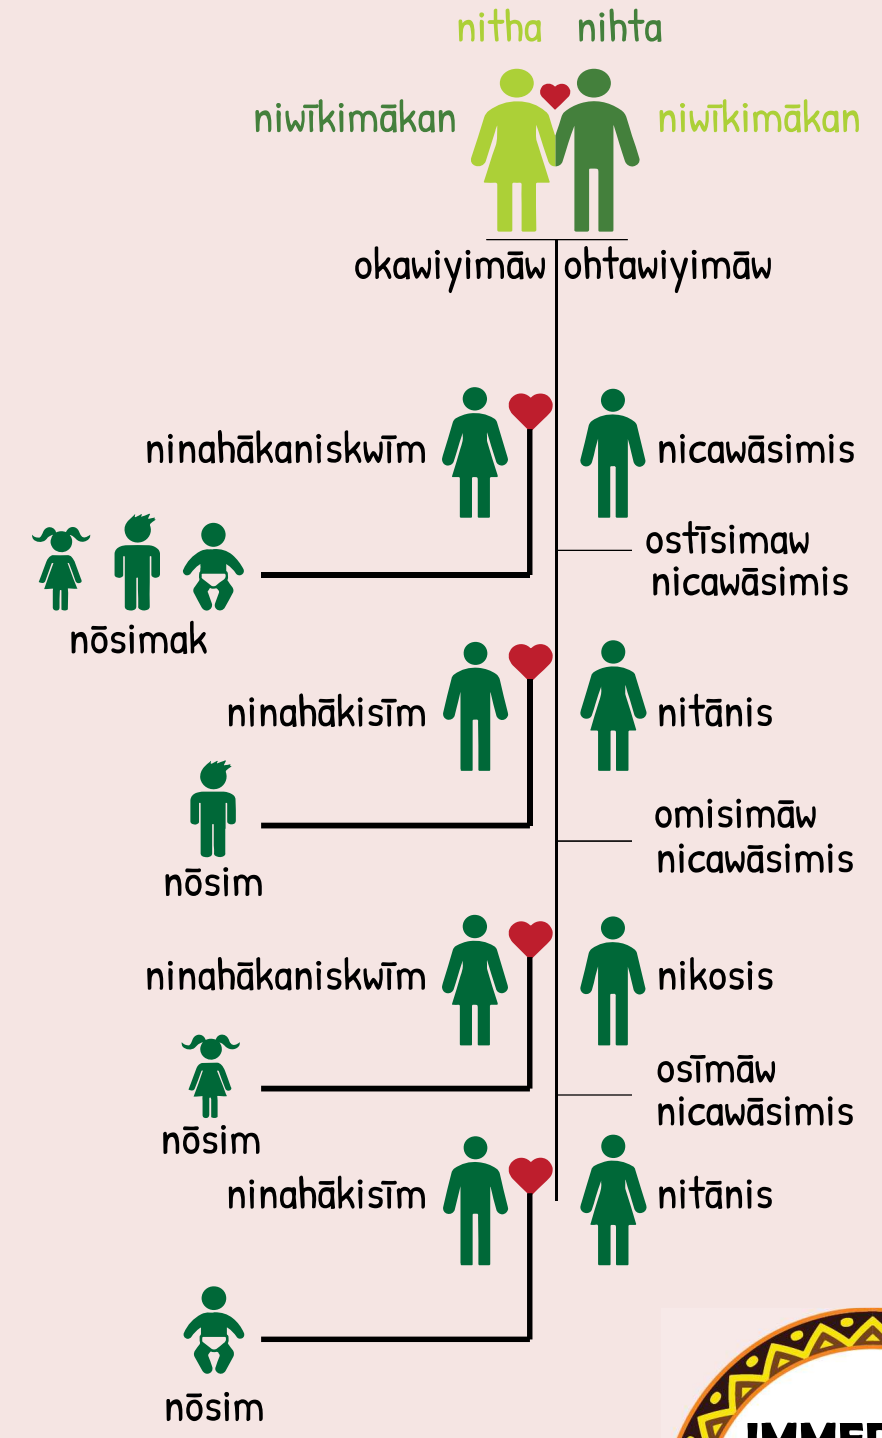 nitha nihta
niwīkimākan niwīkimākan
okawiyimāw ohtawiyimāw
ninahākaniskwīm nicawāsimis
ostīsimaw
nicawāsimis
nōsimak
ninahākisīm nitānis
omisimāw
nicawāsimis
nōsim
ninahākaniskwīm nikosis
osīmāw
nicawāsimis
nōsim
ninahākisīm nitānis
nōsim